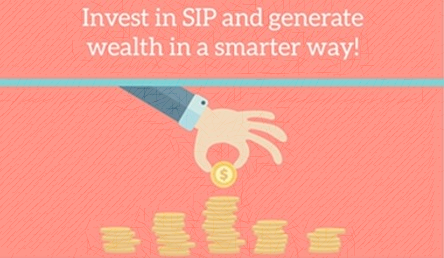 Invest in SIP and generate
wealth in a smarter way!
$